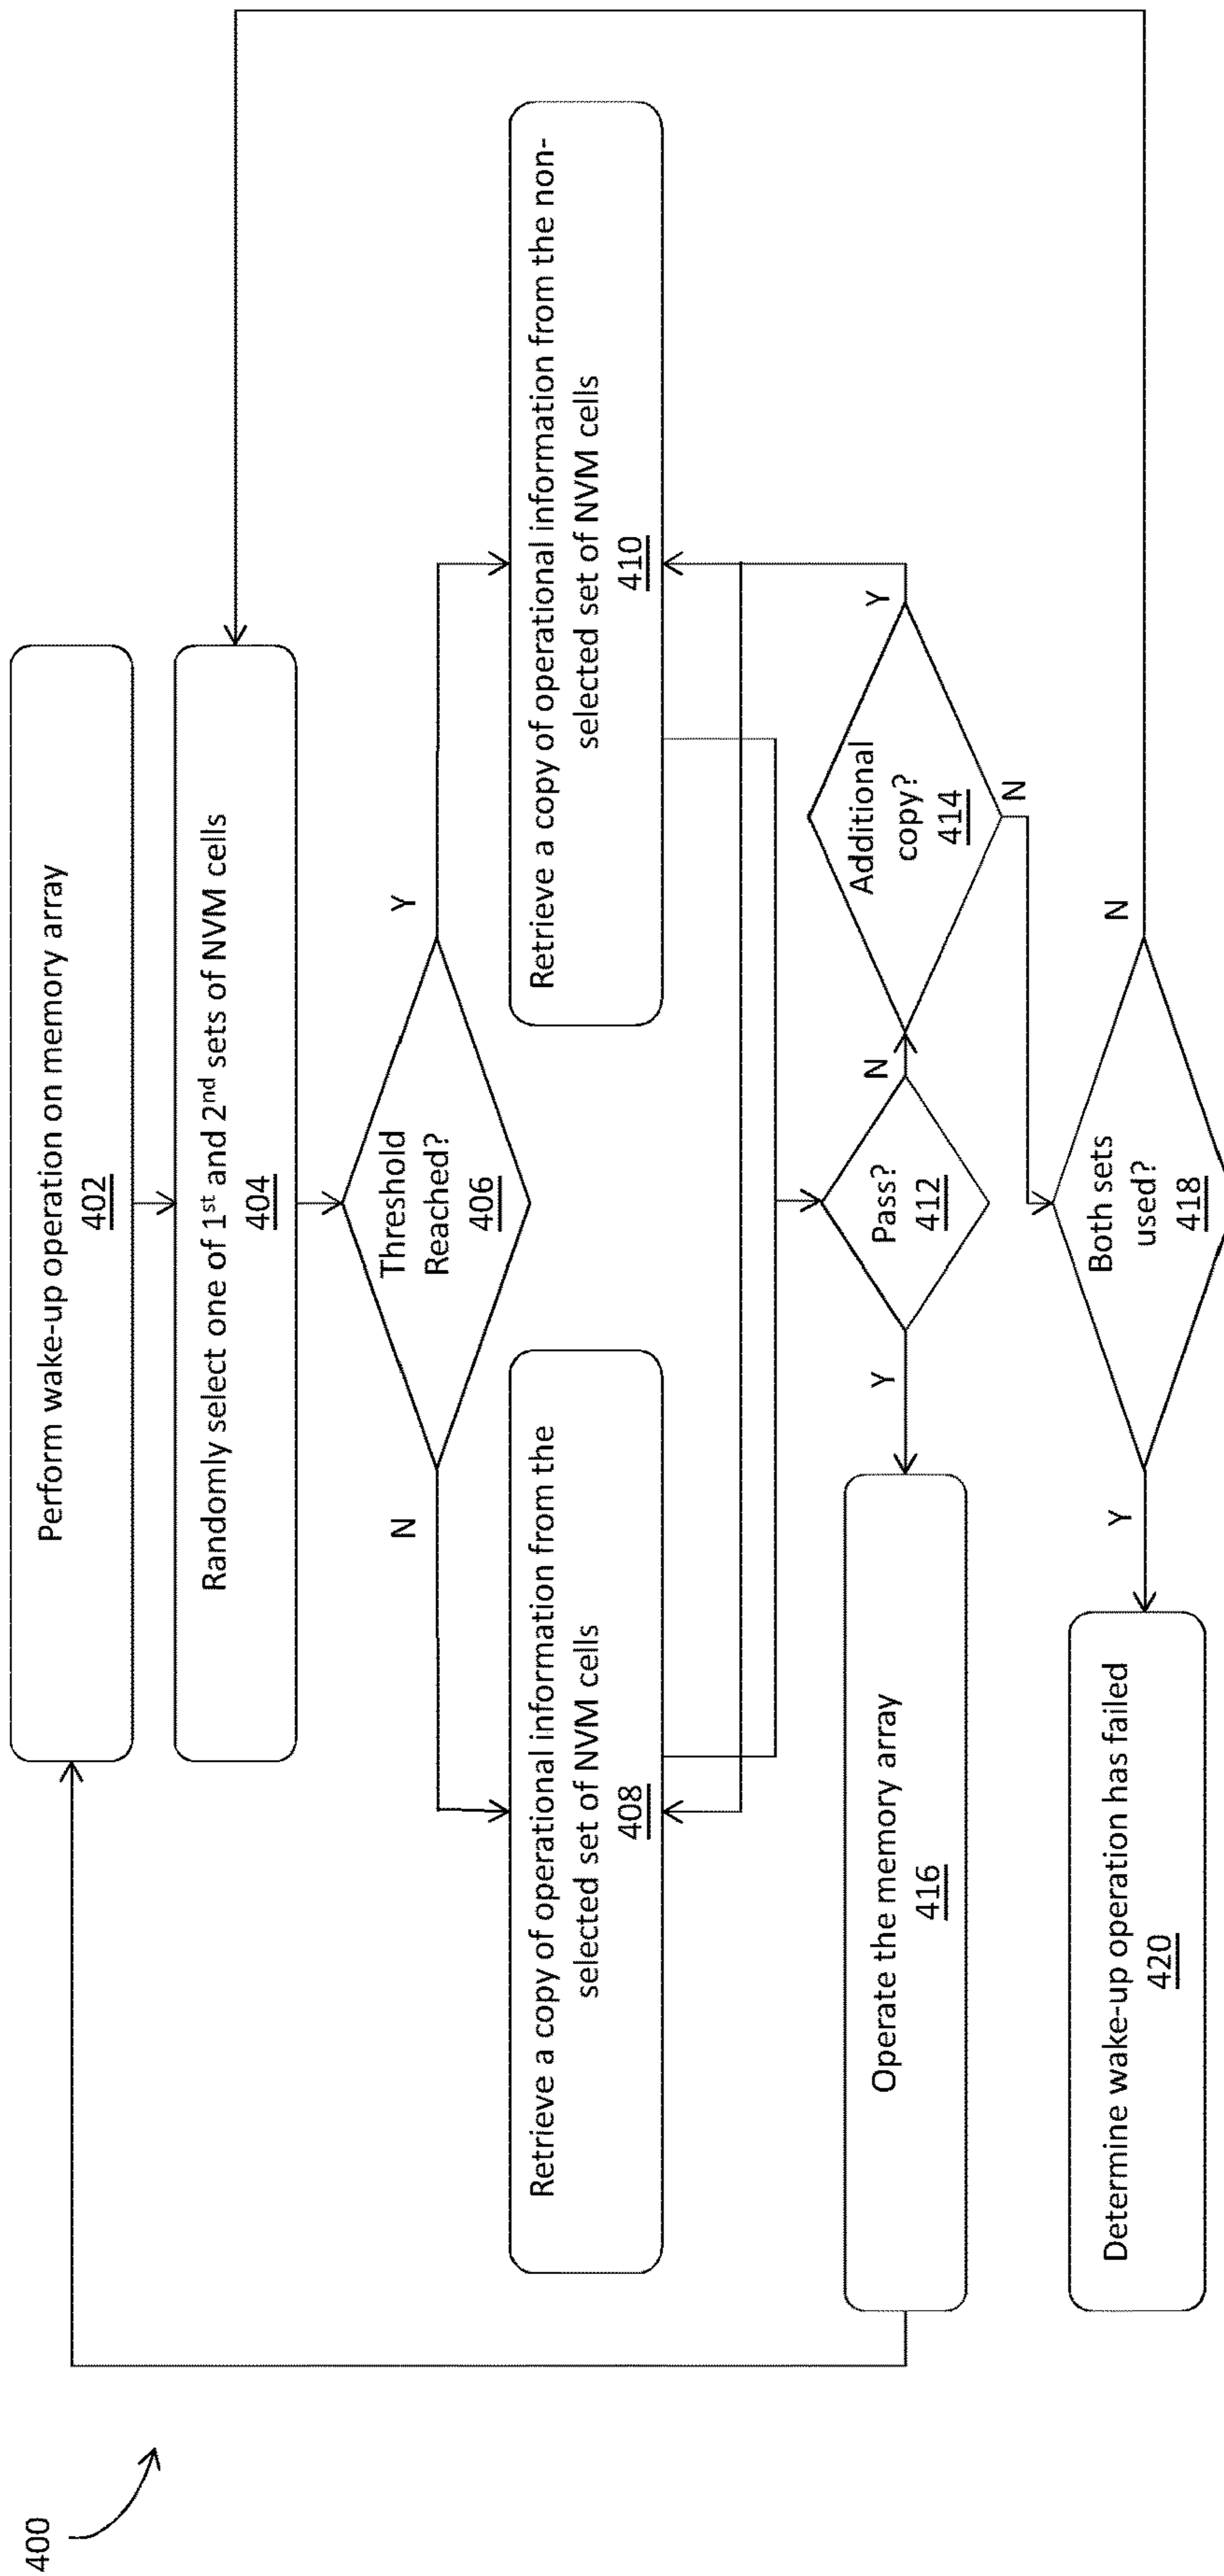 400
Perform wake-up operation on memory array
402
Randomly select one of 1st and 2nd sets of NVM cells
404
Threshold
Reached?
406
N
Y
Retrieve a copy of operational information from the
selected set of NVM cells
408
Retrieve a copy of operational information from the non-
selected set of NVM cells
410
Pass?
412
Y
N
Additional
copy?
414
Y
N
Operate the memory array
416
Both sets
used?
418
Y
N
Determine wake-up operation has failed
420